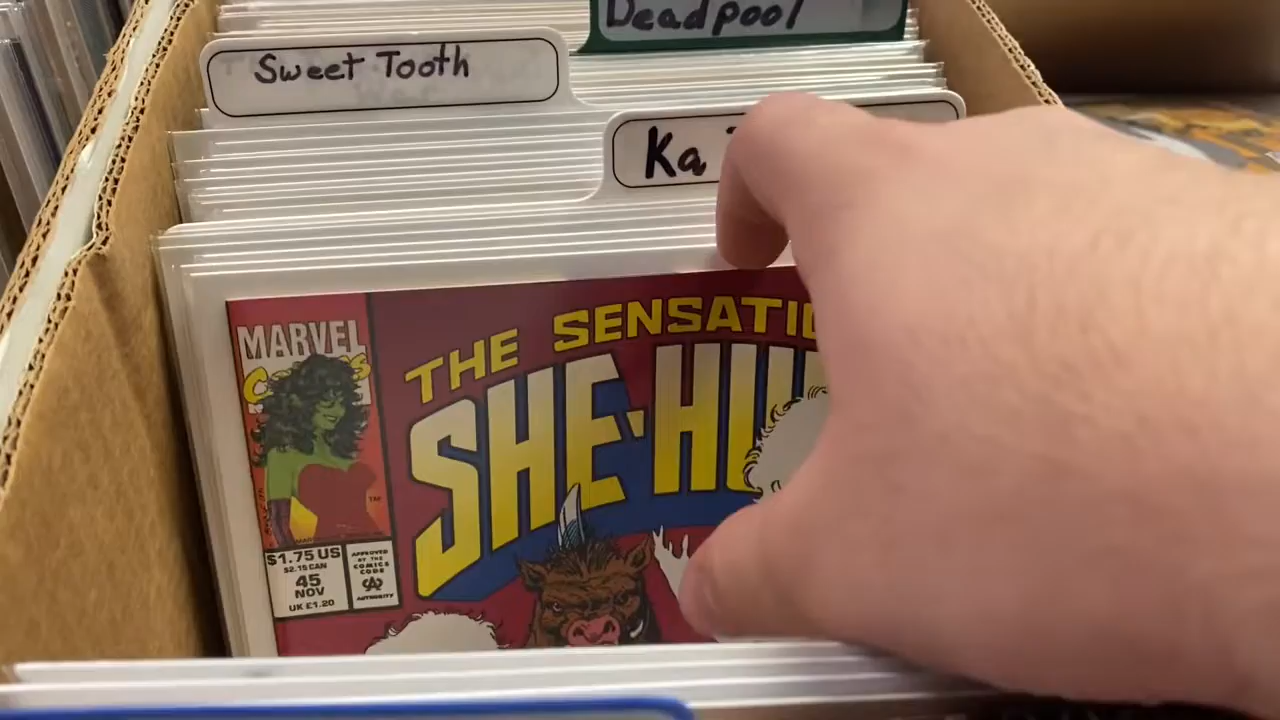 Deadpool
Sweet Tooth
Ka
MARVEL
THE SENSATIO
SHE-HU
TM
$1.75 US
$2.15 CAN
45
NOV
UK £1.20
APPROVED
BY THE
COMICS
CODE
AUTHORITY